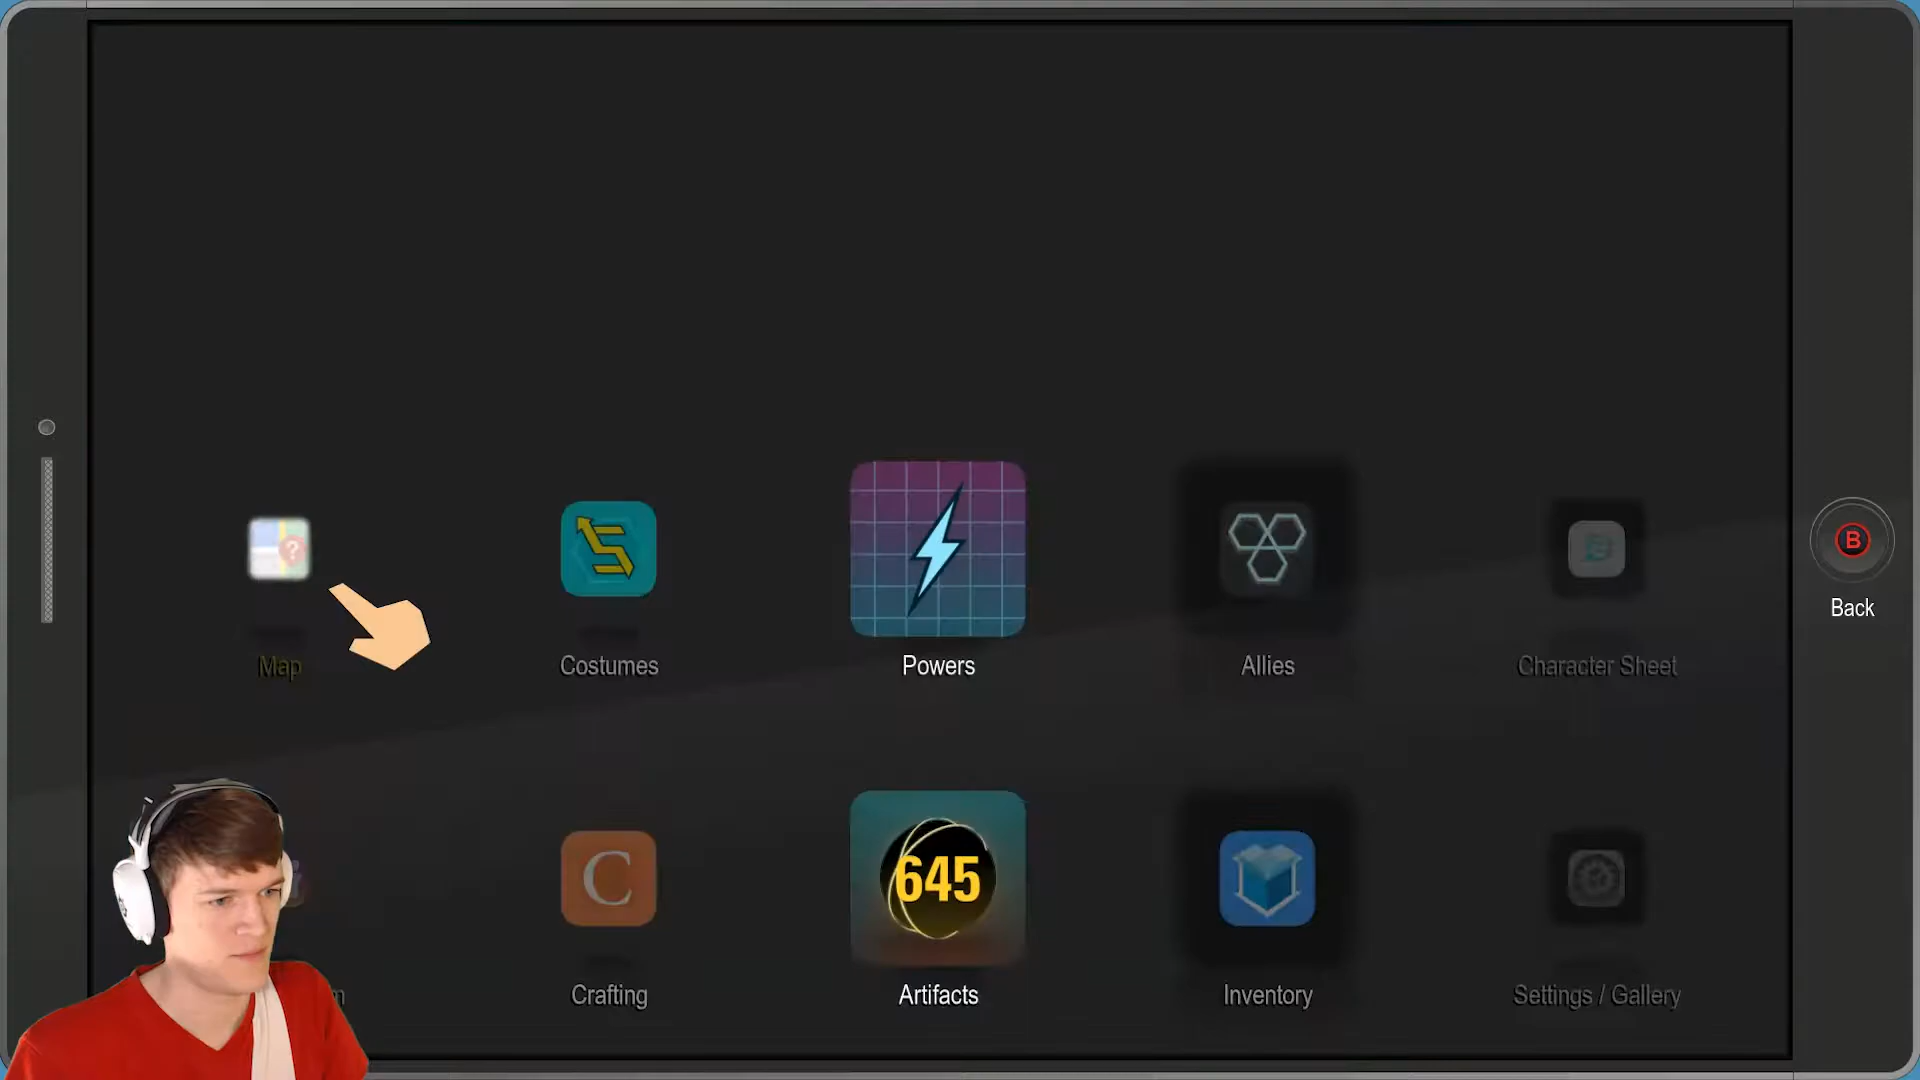 ?
B
Back
Map
Costumes
Powers
Allies
Character Sheet
C
645
Crafting
Artifacts
Inventory
Settings / Gallery